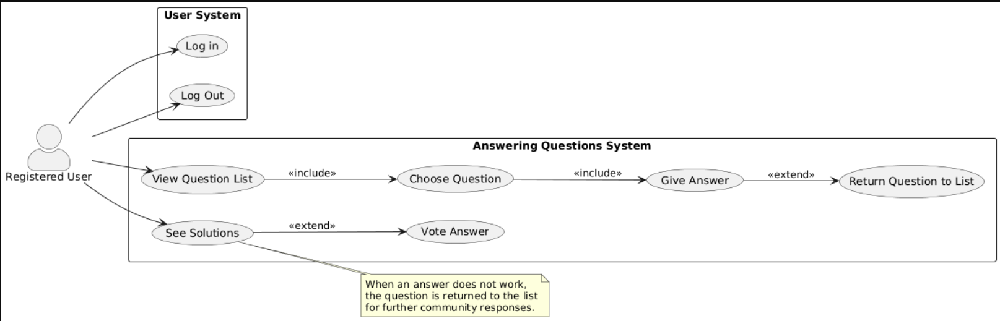 User System
Log in
Log Out
Registered User
Answering Questions System
View Question List
«include»
Choose Question
«include»
Give Answer
«extend»
Return Question to List
See Solutions
«extend»
Vote Answer
When an answer does not work,
the question is returned to the list
for further community responses.